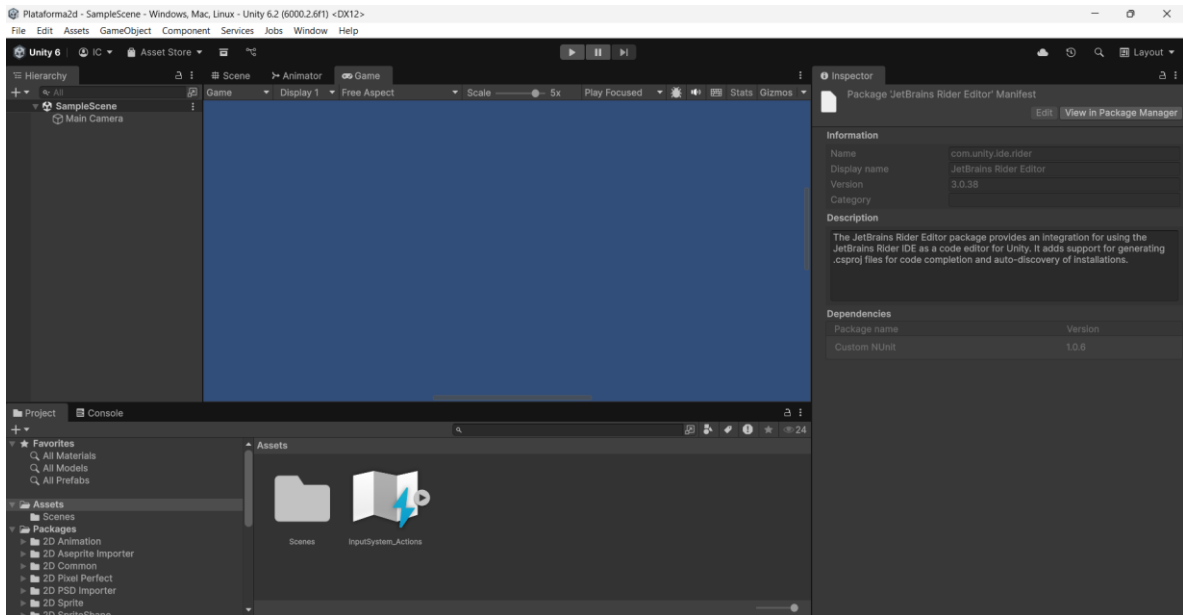 Plataforma2d - SampleScene - Windows, Mac, Linux - Unity 6.2 (6000.2.6f1) <DX12>
File Edit Assets GameObject Component Services Jobs Window Help
Unity 6 IC Asset Store Layout
Hierarchy
All
SampleScene
Main Camera
Scene Animator Game
Game Display 1 Free Aspect Scale 5x Play Focused Stats Gizmos
Inspector
Package 'JetBrains Rider Editor' Manifest
Edit View in Package Manager
Information
Name com.unity.ide.rider
Display name JetBrains Rider Editor
Version 3.0.38
Category
Description
The JetBrains Rider Editor package provides an integration for using the
JetBrains Rider IDE as a code editor for Unity. It adds support for generating
.csproj files for code completion and auto-discovery of installations.
Dependencies
Package name Version
Custom NUnit 1.0.6
Project Console
24
Favorites
All Materials
All Models
All Prefabs
Assets
Scenes
Packages
2D Animation
2D Aseprite Importer
2D Common
2D Pixel Perfect
2D PSD Importer
2D Sprite
2D SpriteShape
Assets
Scenes InputSystem_Actions